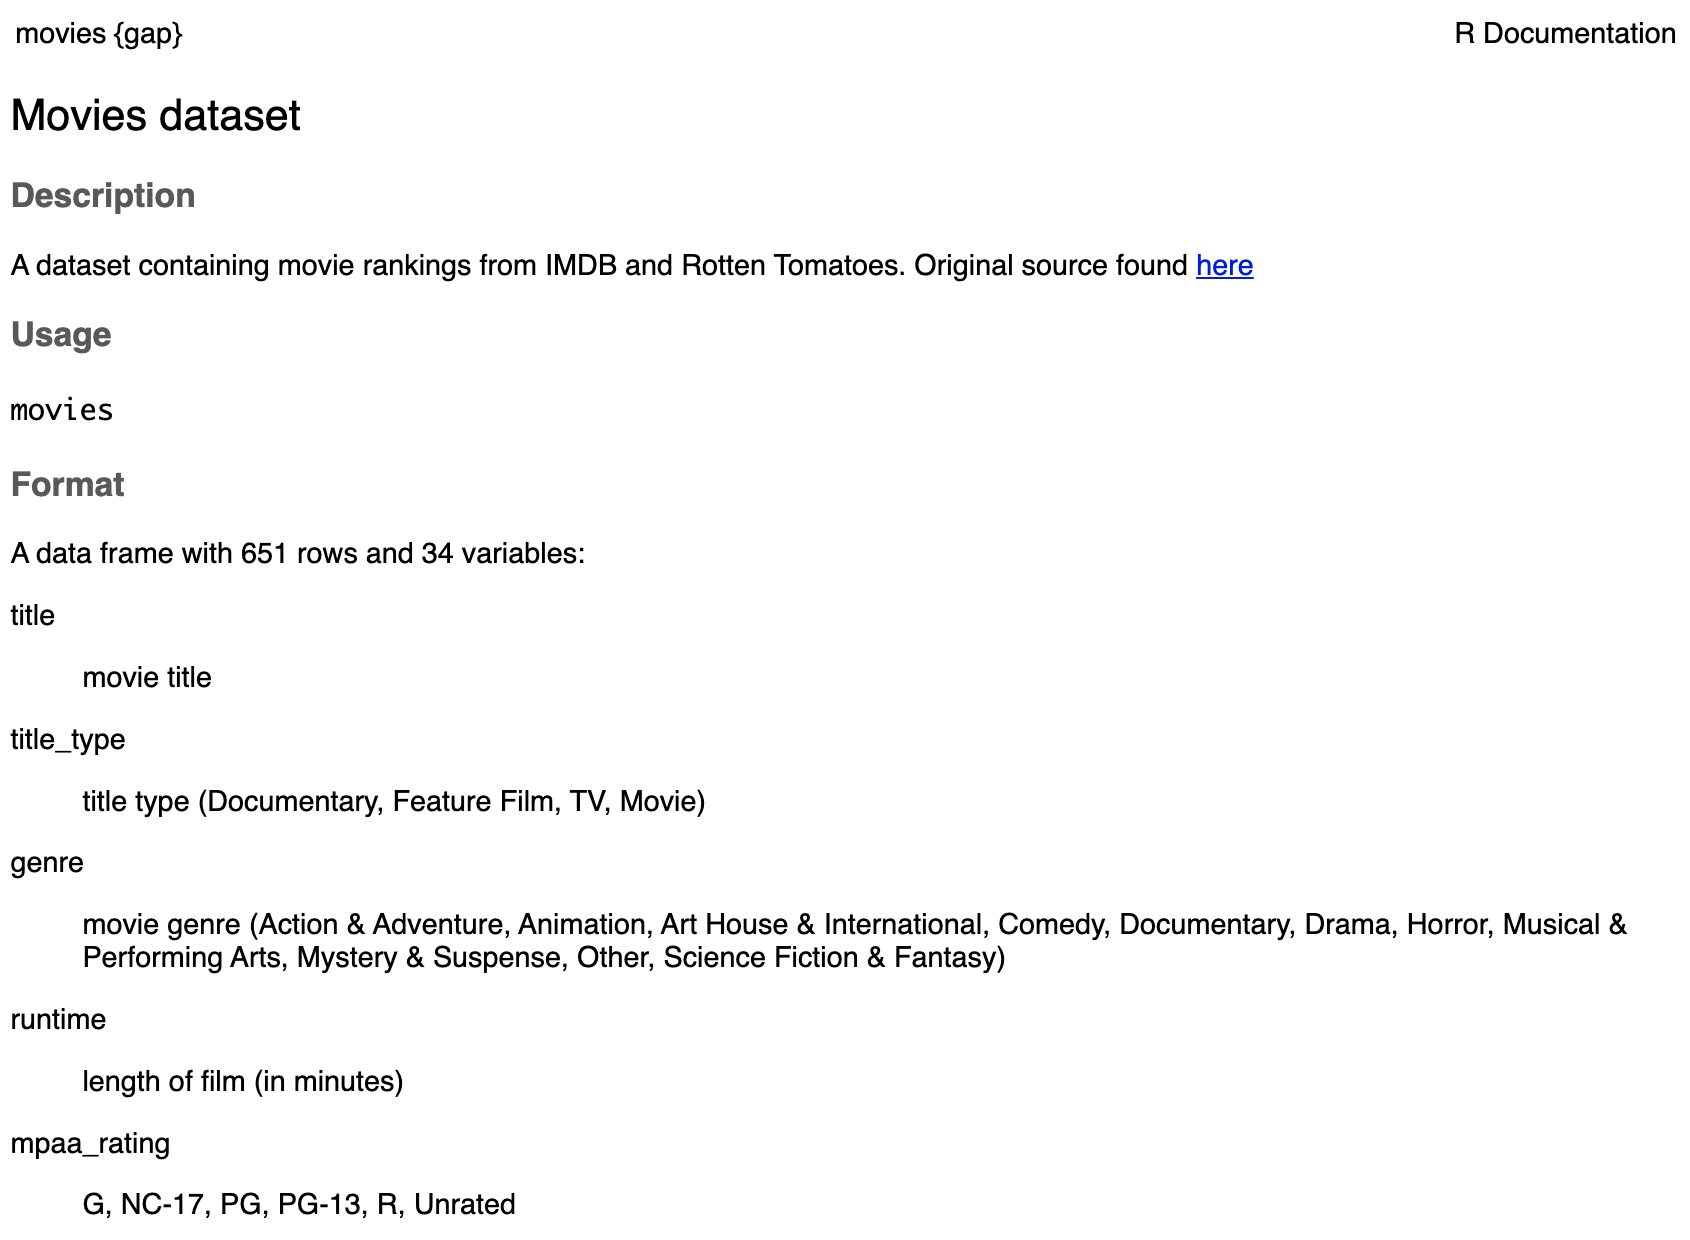 movies {gap}
R Documentation
Movies dataset
Description
A dataset containing movie rankings from IMDB and Rotten Tomatoes. Original source found here
Usage
movies
Format
A data frame with 651 rows and 34 variables:
title
movie title
title_type
title type (Documentary, Feature Film, TV, Movie)
genre
movie genre (Action & Adventure, Animation, Art House & International, Comedy, Documentary, Drama, Horror, Musical &
Performing Arts, Mystery & Suspense, Other, Science Fiction & Fantasy)
runtime
length of film (in minutes)
mpaa_rating
G, NC-17, PG, PG-13, R, Unrated